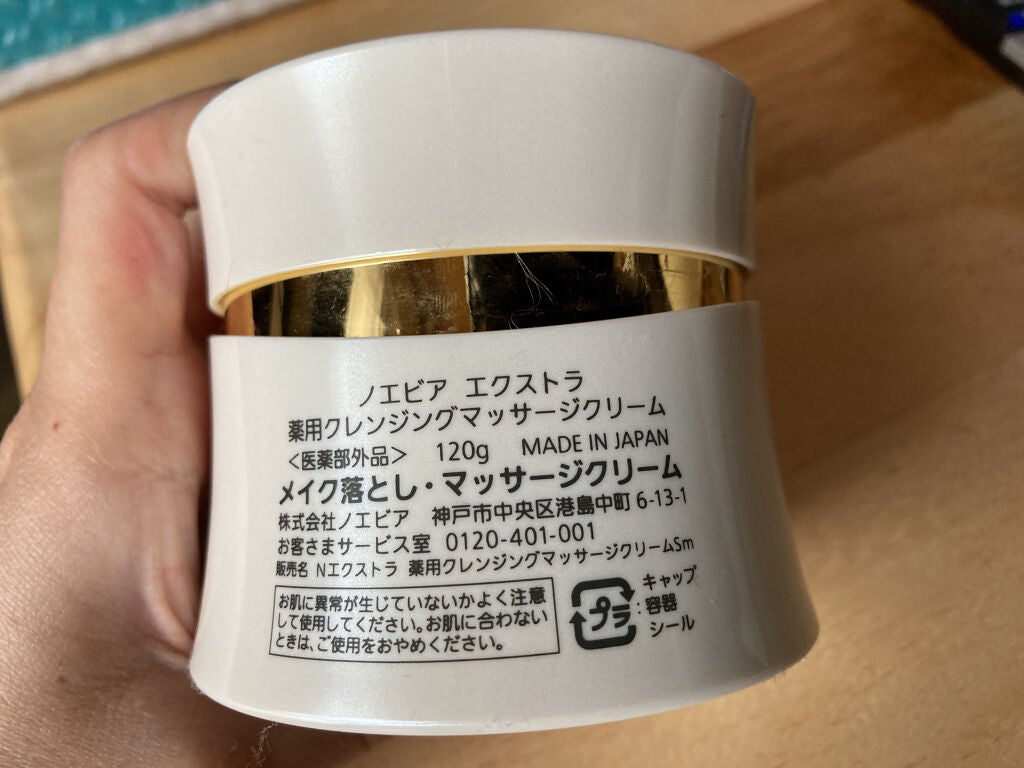 ノエビア エクストラ
薬用クレンジングマッサージクリーム
＜医薬部外品＞ 120g MADE IN JAPAN
メイク落とし・マッサージクリーム
株式会社ノエビア 神戸市中央区港島中町6-13-1
お客さまサービス室 0120-401-001
販売名 Nエクストラ 薬用クレンジングマッサージクリームSm
お肌に異常が生じていないかよく注意
して使用してください。お肌に合わない
ときは、ご使用をおやめください。
プラ:キャップ
容器
シール